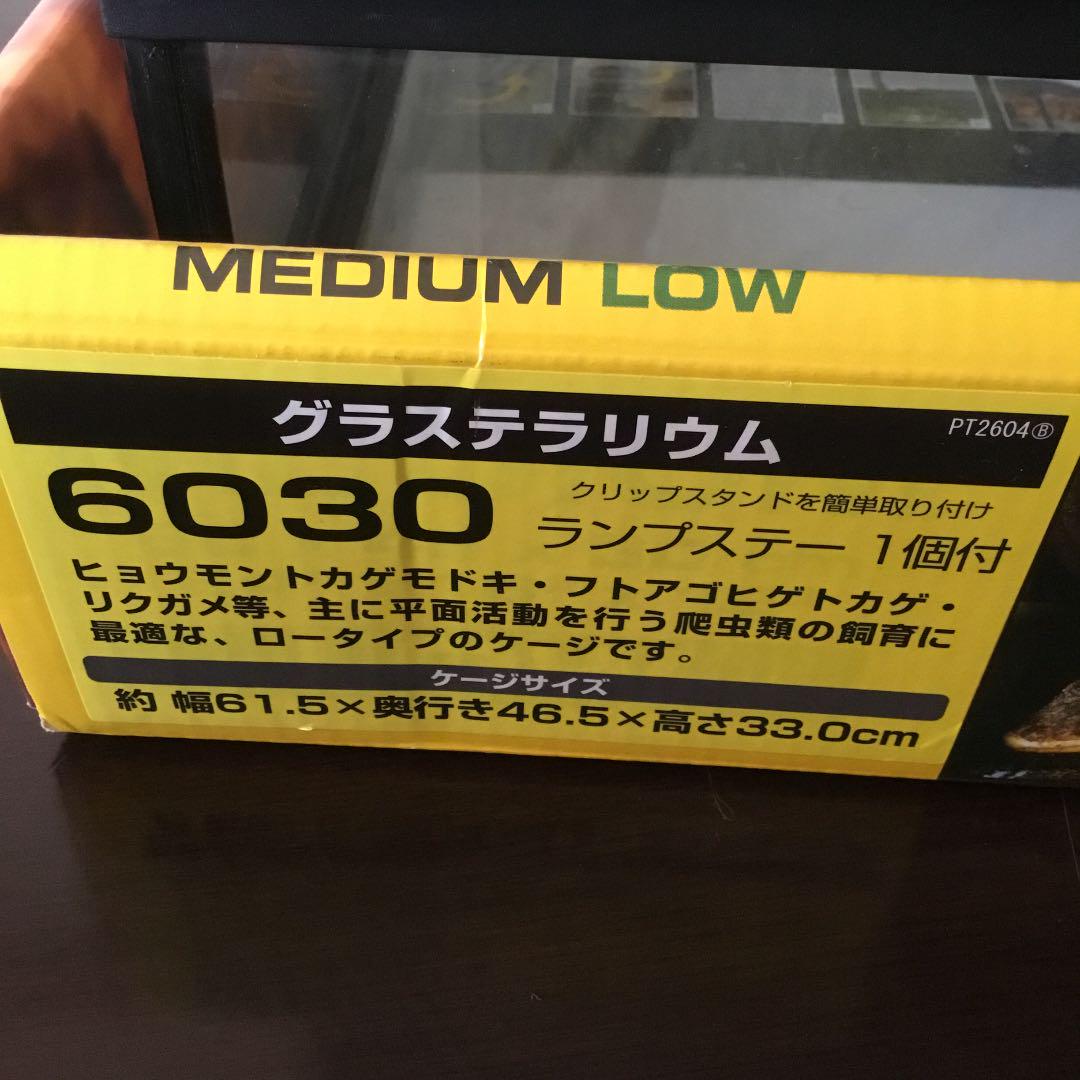 MEDIUM LOW
グラステラリウム
PT2604Ⓑ
6030
クリップスタンドを簡単取り付け
ランプステー 1個付
ヒョウモントカゲモドキ・フトアゴヒゲトカゲ・
リクガメ等、主に平面活動を行う爬虫類の飼育に
最適な、ロータイプのケージです。
ケージサイズ
約 幅61.5×奥行き46.5×高さ33.0cm